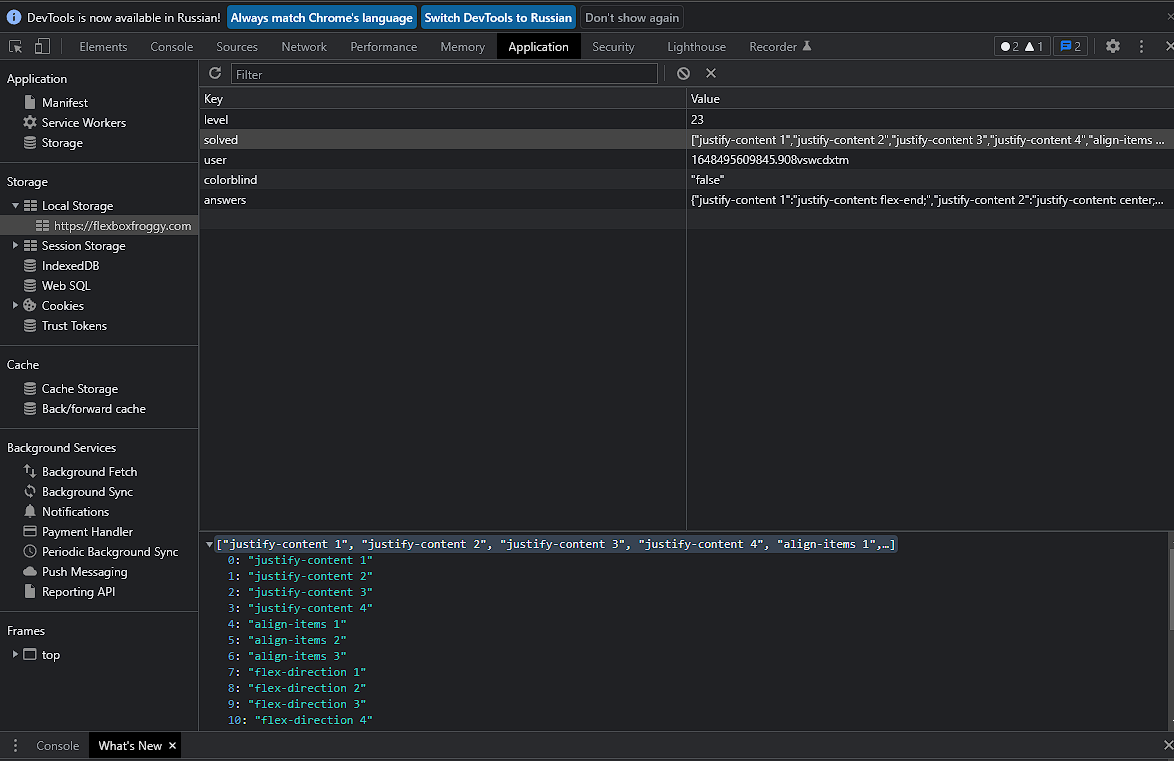 DevTools is now available in Russian! Always match Chrome's language Switch DevTools to Russian Don't show again
Elements Console Sources Network Performance Memory Application Security Lighthouse Recorder 2 1 2
Application
Manifest
Service Workers
Storage
Storage
Local Storage
https://flexboxfroggy.com
Session Storage
IndexedDB
Web SQL
Cookies
Trust Tokens
Cache
Cache Storage
Back/forward cache
Background Services
Background Fetch
Background Sync
Notifications
Payment Handler
Periodic Background Sync
Push Messaging
Reporting API
Frames
top
Filter
Key Value
level 23
solved ["justify-content 1","justify-content 2","justify-content 3","justify-content 4","align-items ...
user 1648495609845.908vswcdxtm
colorblind "false"
answers {"justify-content 1":"justify-content: flex-end;","justify-content 2":"justify-content: center;...
["justify-content 1", "justify-content 2", "justify-content 3", "justify-content 4", "align-items 1",…]
0: "justify-content 1"
1: "justify-content 2"
2: "justify-content 3"
3: "justify-content 4"
4: "align-items 1"
5: "align-items 2"
6: "align-items 3"
7: "flex-direction 1"
8: "flex-direction 2"
9: "flex-direction 3"
10: "flex-direction 4"
Console What's New